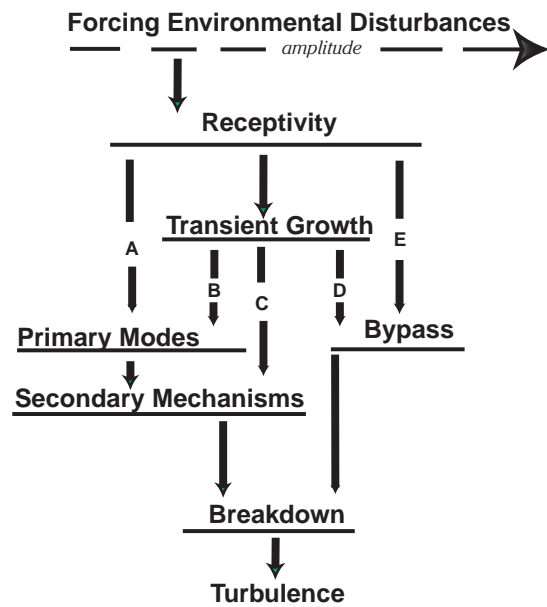 Forcing Environmental Disturbances
amplitude
Receptivity
Transient Growth
A
E
B
C
D
Primary Modes
Bypass
Secondary Mechanisms
Breakdown
Turbulence